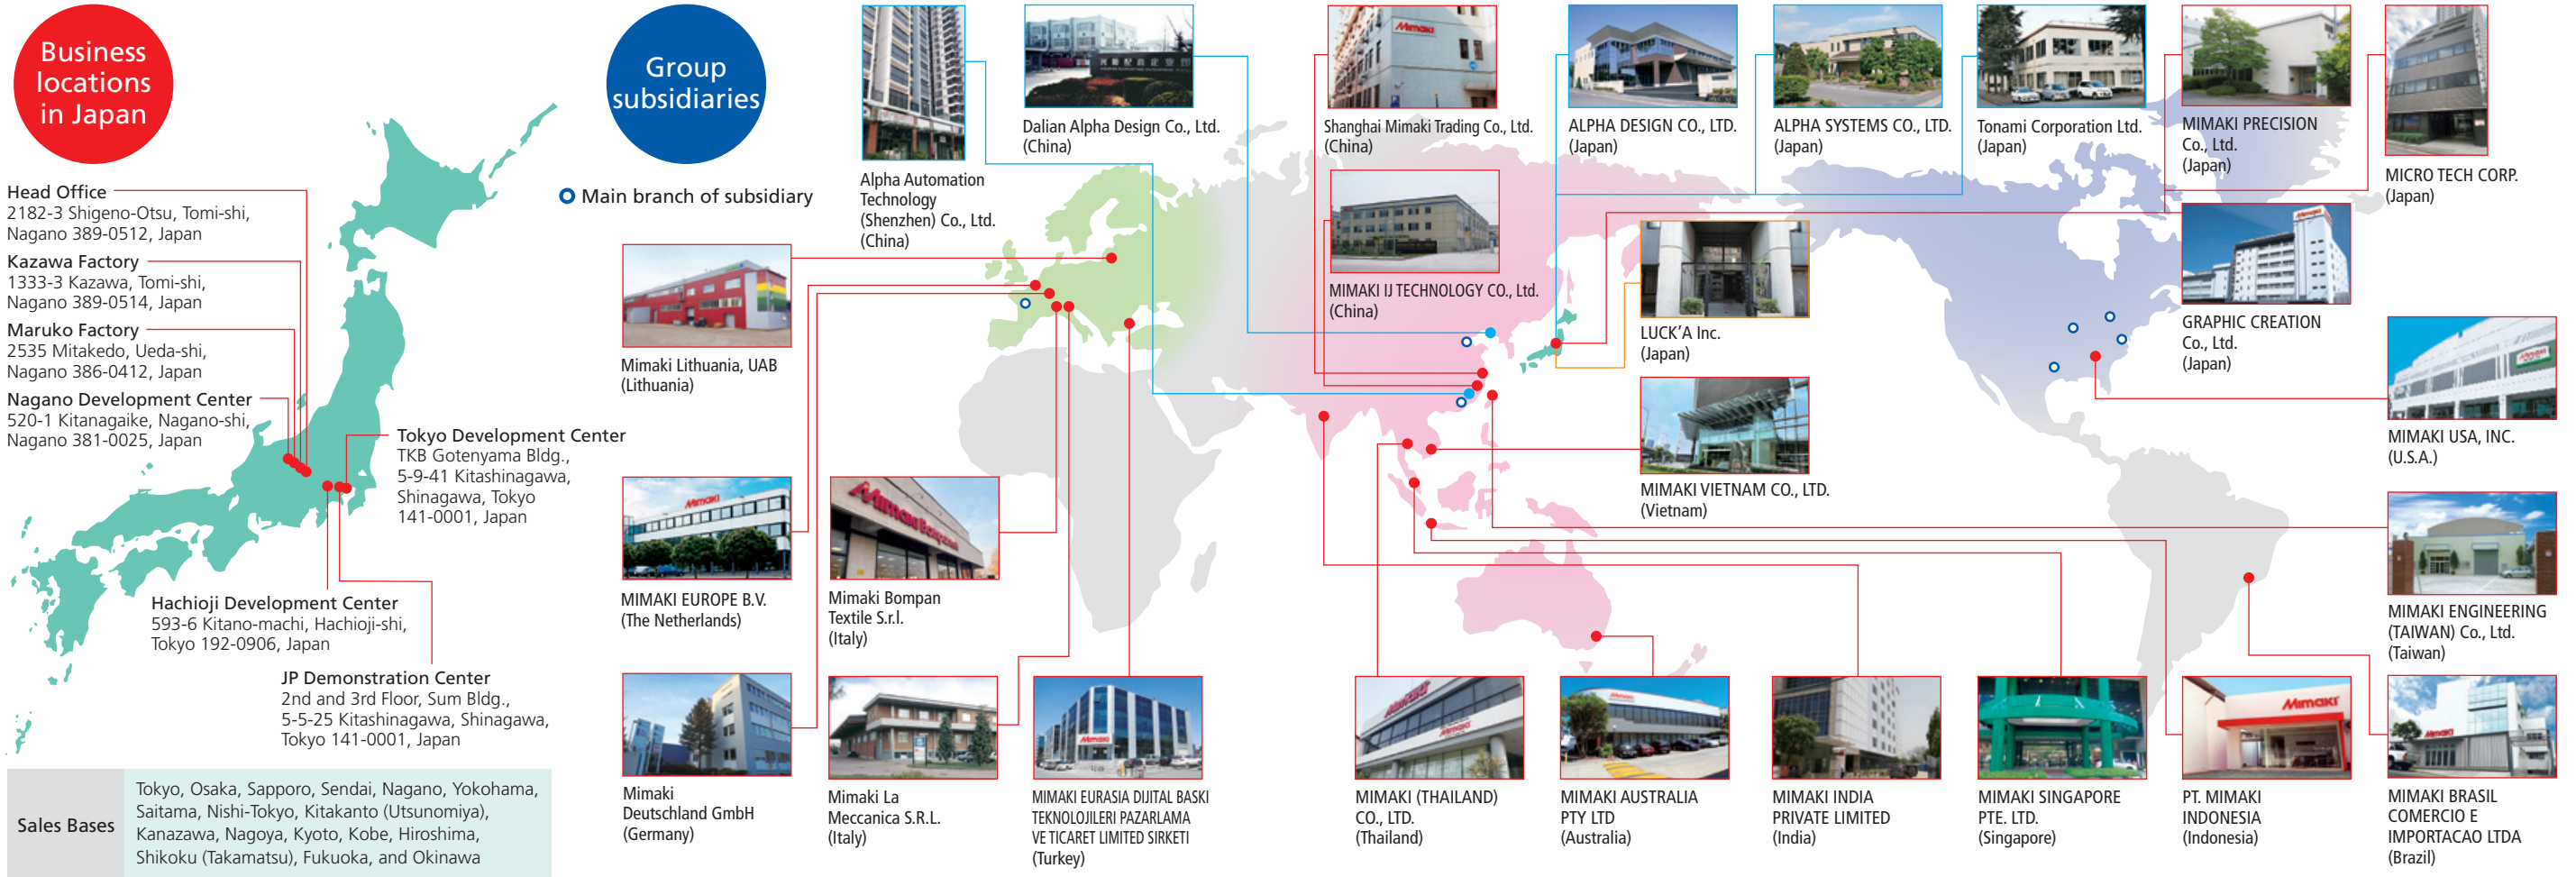 Business
locations
in Japan
Head Office
2182-3 Shigeno-Otsu, Tomi-shi,
Nagano 389-0512, Japan
Kazawa Factory
1333-3 Kazawa, Tomi-shi,
Nagano 389-0514, Japan
Maruko Factory
2535 Mitakedo, Ueda-shi,
Nagano 386-0412, Japan
Nagano Development Center
520-1 Kitanagaike, Nagano-shi,
Nagano 381-0025, Japan
Tokyo Development Center
TKB Gotenyama Bldg.,
5-9-41 Kitashinagawa,
Shinagawa, Tokyo
141-0001, Japan
Hachioji Development Center
593-6 Kitano-machi, Hachioji-shi,
Tokyo 192-0906, Japan
JP Demonstration Center
2nd and 3rd Floor, Sum Bldg.,
5-5-25 Kitashinagawa, Shinagawa,
Tokyo 141-0001, Japan
Sales Bases
Tokyo, Osaka, Sapporo, Sendai, Nagano, Yokohama,
Saitama, Nishi-Tokyo, Kitakanto (Utsunomiya),
Kanazawa, Nagoya, Kyoto, Kobe, Hiroshima,
Shikoku (Takamatsu), Fukuoka, and Okinawa
Group
subsidiaries
Main branch of subsidiary
Alpha Automation
Technology
(Shenzhen) Co., Ltd.
(China)
Dalian Alpha Design Co., Ltd.
(China)
Mimaki
Shanghai Mimaki Trading Co., Ltd.
(China)
MIMAKI IJ TECHNOLOGY CO., Ltd.
(China)
ALPHA DESIGN CO., LTD.
(Japan)
ALPHA SYSTEMS CO., LTD.
(Japan)
Tonami Corporation Ltd.
(Japan)
MIMAKI PRECISION
Co., Ltd.
(Japan)
MICRO TECH CORP.
(Japan)
LUCK'A Inc.
(Japan)
Mimaki
GRAPHIC CREATION
Co., Ltd.
(Japan)
Mimaki Lithuania, UAB
(Lithuania)
Mimaki
MIMAKI USA, INC.
(U.S.A.)
MIMAKI VIETNAM CO., LTD.
(Vietnam)
Mimaki
MIMAKI EUROPE B.V.
(The Netherlands)
Mimaki Bompan
Mimaki Bompan
Textile S.r.l.
(Italy)
MIMAKI ENGINEERING
(TAIWAN) Co., Ltd.
(Taiwan)
Mimaki
Deutschland GmbH
(Germany)
Mimaki La
Meccanica S.R.L.
(Italy)
Mimaki
MIMAKI EURASIA DIJITAL BASKI
TEKNOLOJILERI PAZARLAMA
VE TICARET LIMITED SIRKETI
(Turkey)
Mimaki
Mimaki
MIMAKI (THAILAND)
CO., LTD.
(Thailand)
Mimaki
MIMAKI AUSTRALIA
PTY LTD
(Australia)
MIMAKI INDIA
PRIVATE LIMITED
(India)
MIMAKI SINGAPORE
PTE. LTD.
(Singapore)
Mimaki
PT. MIMAKI
INDONESIA
(Indonesia)
Mimaki
MIMAKI BRASIL
COMERCIO E
IMPORTACAO LTDA
(Brazil)